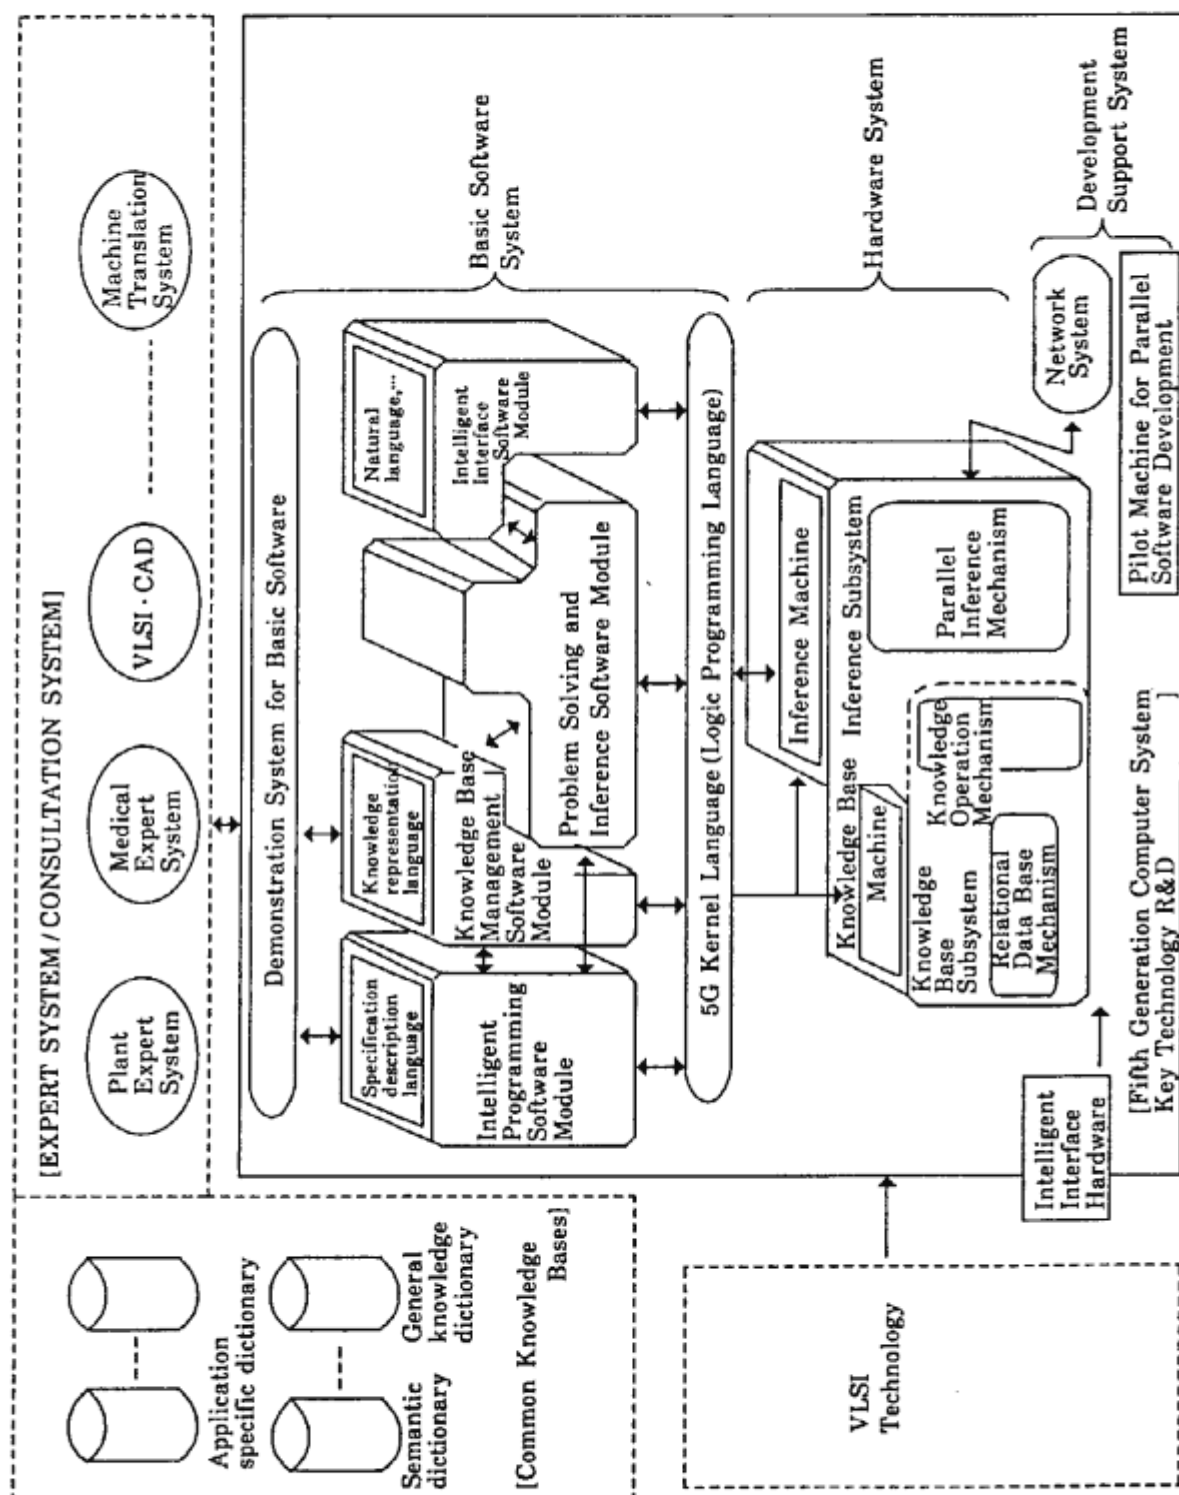 [EXPERT SYSTEM/CONSULTATION SYSTEM]
Plant
Expert
System
Medical
Expert
System
VLSI·CAD
Machine
Translation
System
Application
specific dictionary
Semantic
dictionary
General
knowledge
dictionary
[Common Knowledge
Bases]
Demonstration System for Basic Software
Specification
description
language
Intelligent
Programming
Software
Module
Knowledge
representation
language
Knowledge Base
Management
Software
Module
Problem Solving and
Inference Software Module
Natural
language,...
Intelligent
Interface
Software
Module
Basic Software
System
5G Kernel Language (Logic Programming Language)
Knowledge Base
Machine
Inference Machine
Knowledge
Base
Subsystem
Inference Subsystem
Relational
Data Base
Mechanism
Knowledge
Operation
Mechanism
Parallel
Inference
Mechanism
Hardware System
Network
System
Development
Support System
Pilot Machine for Parallel
Software Development
VLSI
Technology
Intelligent
Interface
Hardware
[Fifth Generation Computer System
Key Technology R&D ]